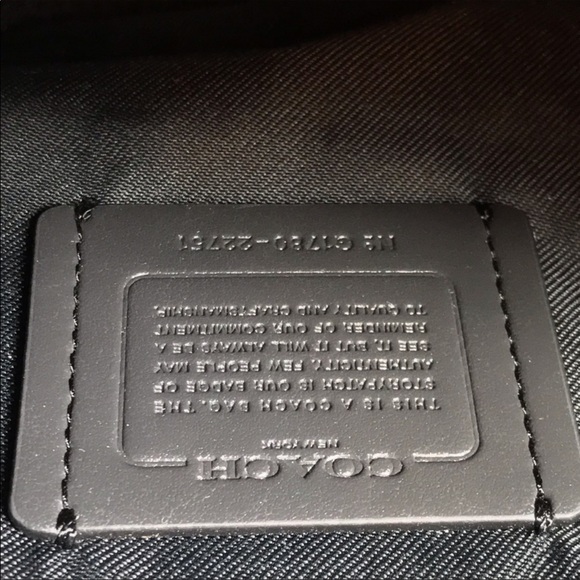 COACH
NEW YORK
THIS IS A COACH BAG. THE
STORYPATCH IS OUR BADGE OF
AUTHENTICITY. FEW PEOPLE MAY
SEE IT, BUT IT WILL ALWAYS BE A
REMINDER OF OUR COMMITMENT
TO QUALITY AND CRAFTSMANSHIP.
Nº C1780-22751